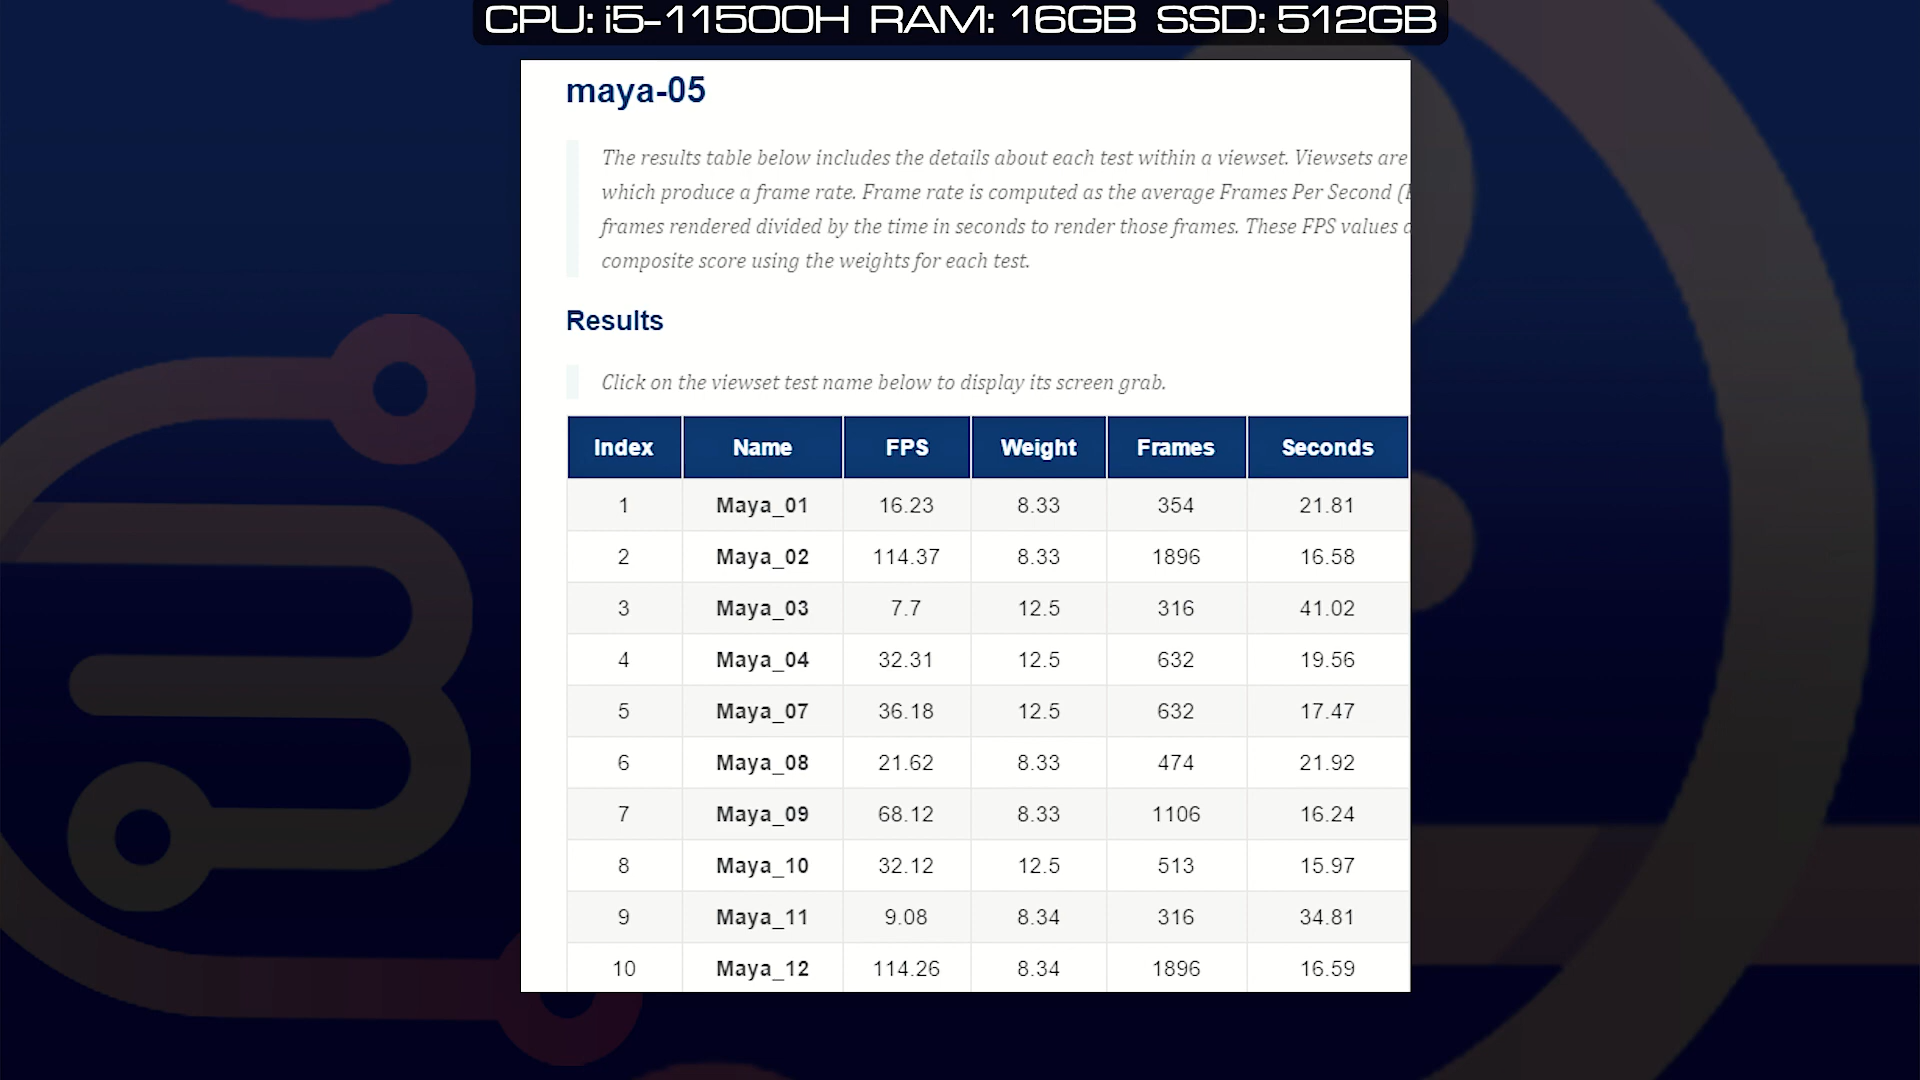 CPU: i5-11500H RAM: 16GB SSD: 512GB
maya-05
The results table below includes the details about each test within a viewset. Viewsets are
which produce a frame rate. Frame rate is computed as the average Frames Per Second (
frames rendered divided by the time in seconds to render those frames. These FPS values
composite score using the weights for each test.
Results
Click on the viewset test name below to display its screen grab.
Index Name FPS Weight Frames Seconds
1 Maya_01 16.23 8.33 354 21.81
2 Maya_02 114.37 8.33 1896 16.58
3 Maya_03 7.7 12.5 316 41.02
4 Maya_04 32.31 12.5 632 19.56
5 Maya_07 36.18 12.5 632 17.47
6 Maya_08 21.62 8.33 474 21.92
7 Maya_09 68.12 8.33 1106 16.24
8 Maya_10 32.12 12.5 513 15.97
9 Maya_11 9.08 8.34 316 34.81
10 Maya_12 114.26 8.34 1896 16.59